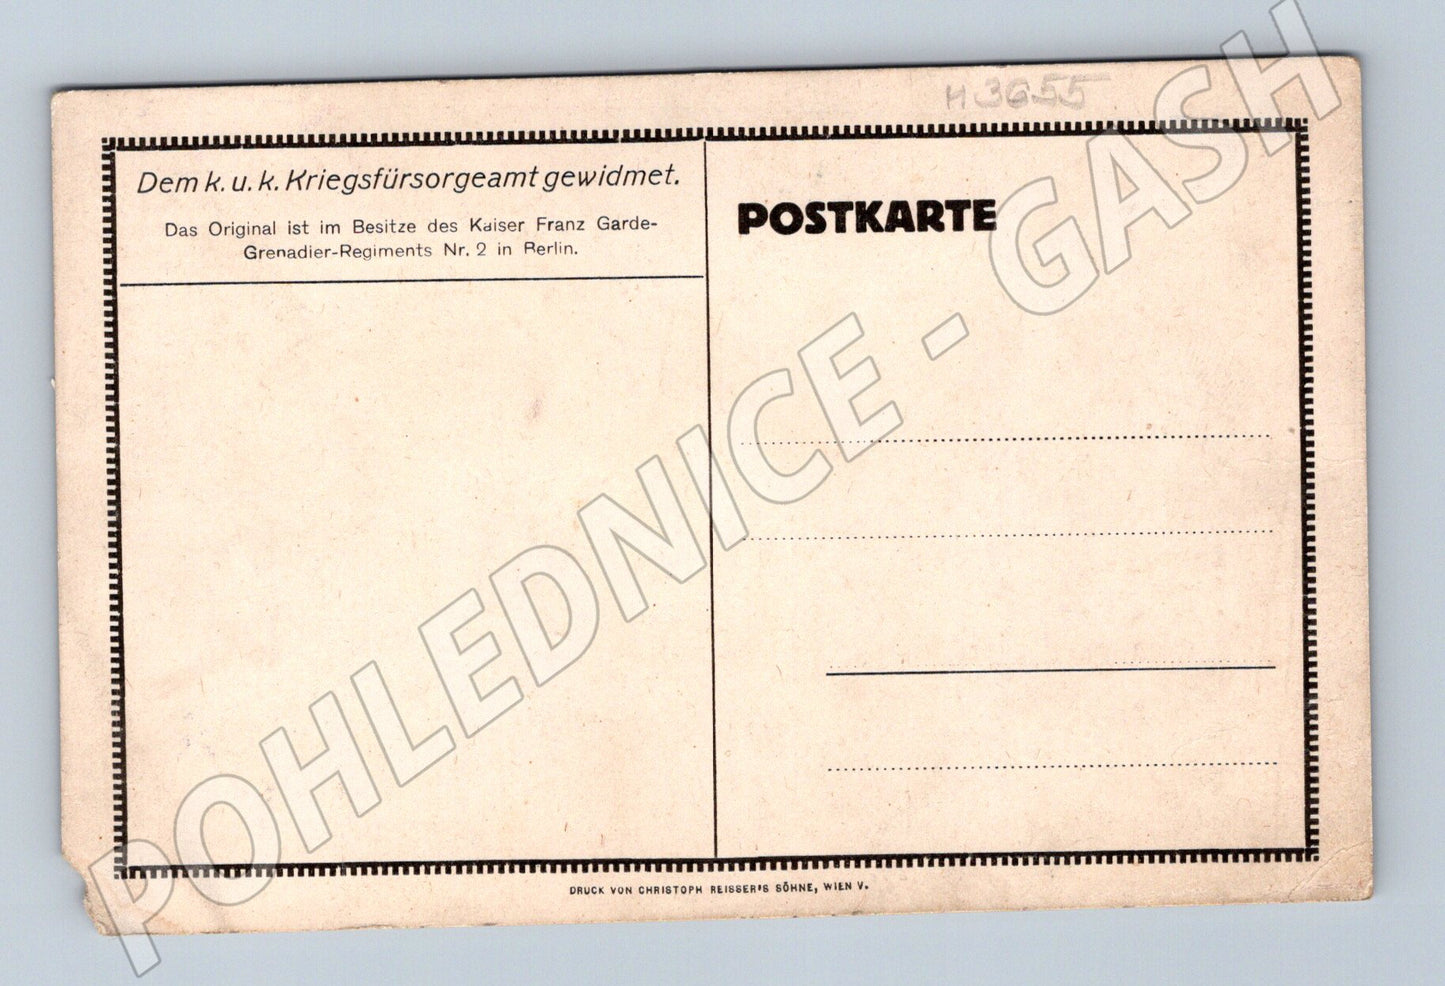 H 3655
Dem k. u. k. Kriegsfürsorgeamt gewidmet.
Das Original ist im Besitze des Kaiser Franz Garde-
Grenadier-Regiments Nr. 2 in Berlin.
POSTKARTE
POHLEDNICE - GASH
DRUCK VON CHRISTOPH REISSER'S SÖHNE, WIEN V.